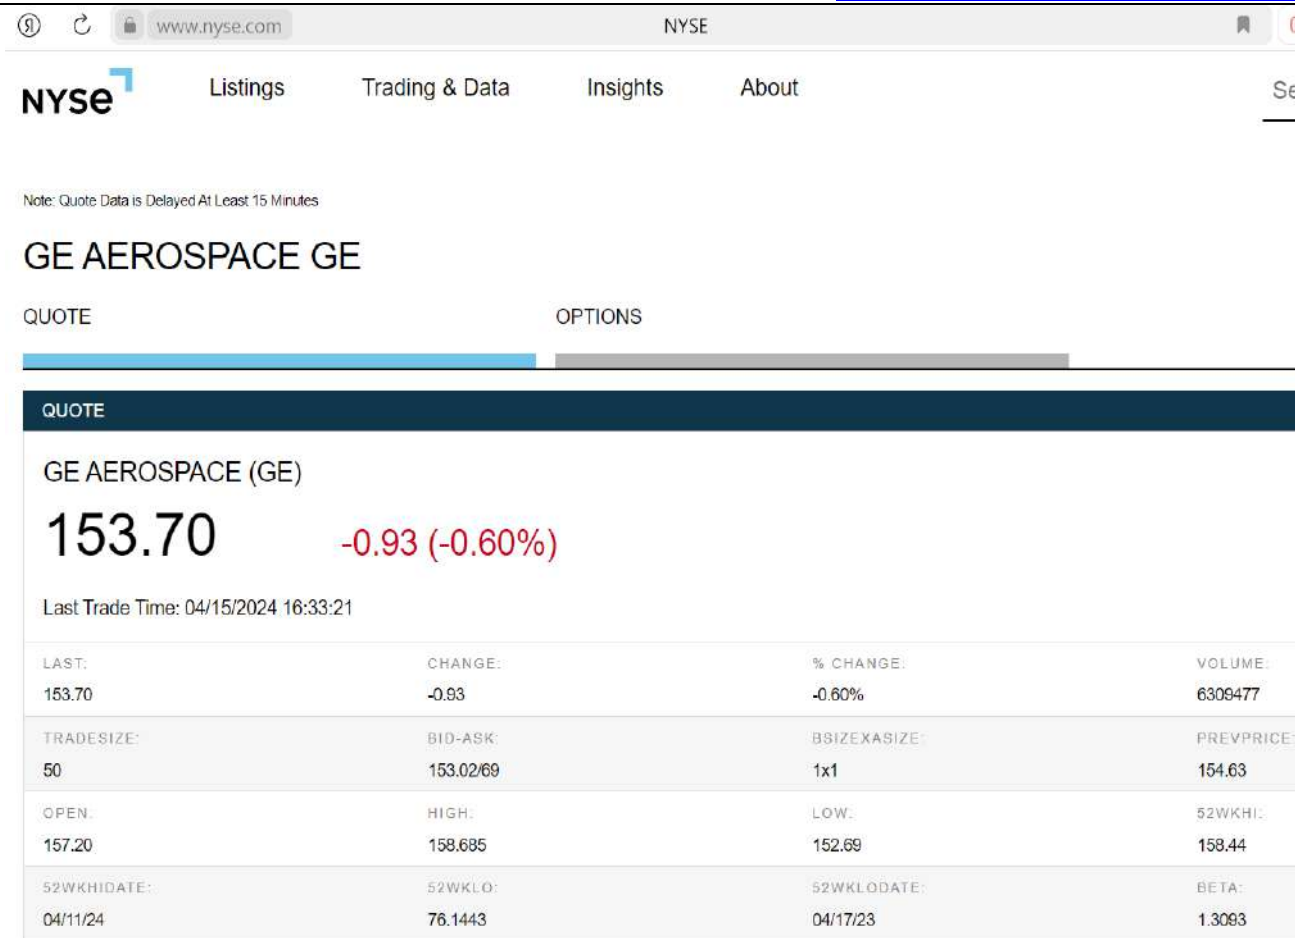 www.nyse.com NYSE
NYSE Listings Trading & Data Insights About Se
Note: Quote Data is Delayed At Least 15 Minutes
GE AEROSPACE GE
QUOTE OPTIONS
QUOTE
GE AEROSPACE (GE)
153.70 -0.93 (-0.60%)
Last Trade Time: 04/15/2024 16:33:21
LAST: CHANGE: % CHANGE: VOLUME:
153.70 -0.93 -0.60% 6309477
TRADESIZE: BID-ASK: BSIZEXASIZE: PREVPRICE:
50 153.02/69 1x1 154.63
OPEN: HIGH: LOW: 52WKHI:
157.20 158.685 152.69 158.44
52WKHIDATE: 52WKLO: 52WKLODATE: BETA:
04/11/24 76.1443 04/17/23 1.3093